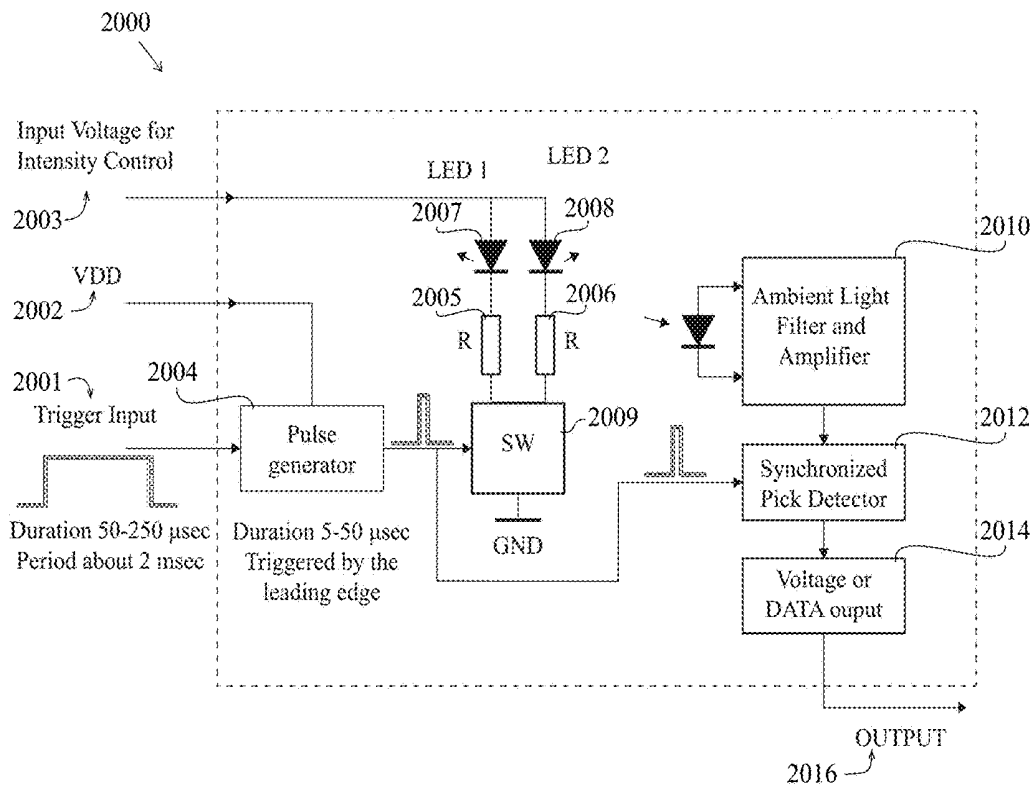 2000
Input Voltage for
Intensity Control
2003
VDD
2002
2001
Trigger Input
Duration 50-250 µsec
Period about 2 msec
2004
Pulse
generator
Duration 5-50 µsec
Triggered by the
leading edge
LED 1
LED 2
2007
2008
2005
2006
R
R
SW
2009
GND
2010
Ambient Light
Filter and
Amplifier
2012
Synchronized
Pick Detector
2014
Voltage or
DATA ouput
OUTPUT
2016